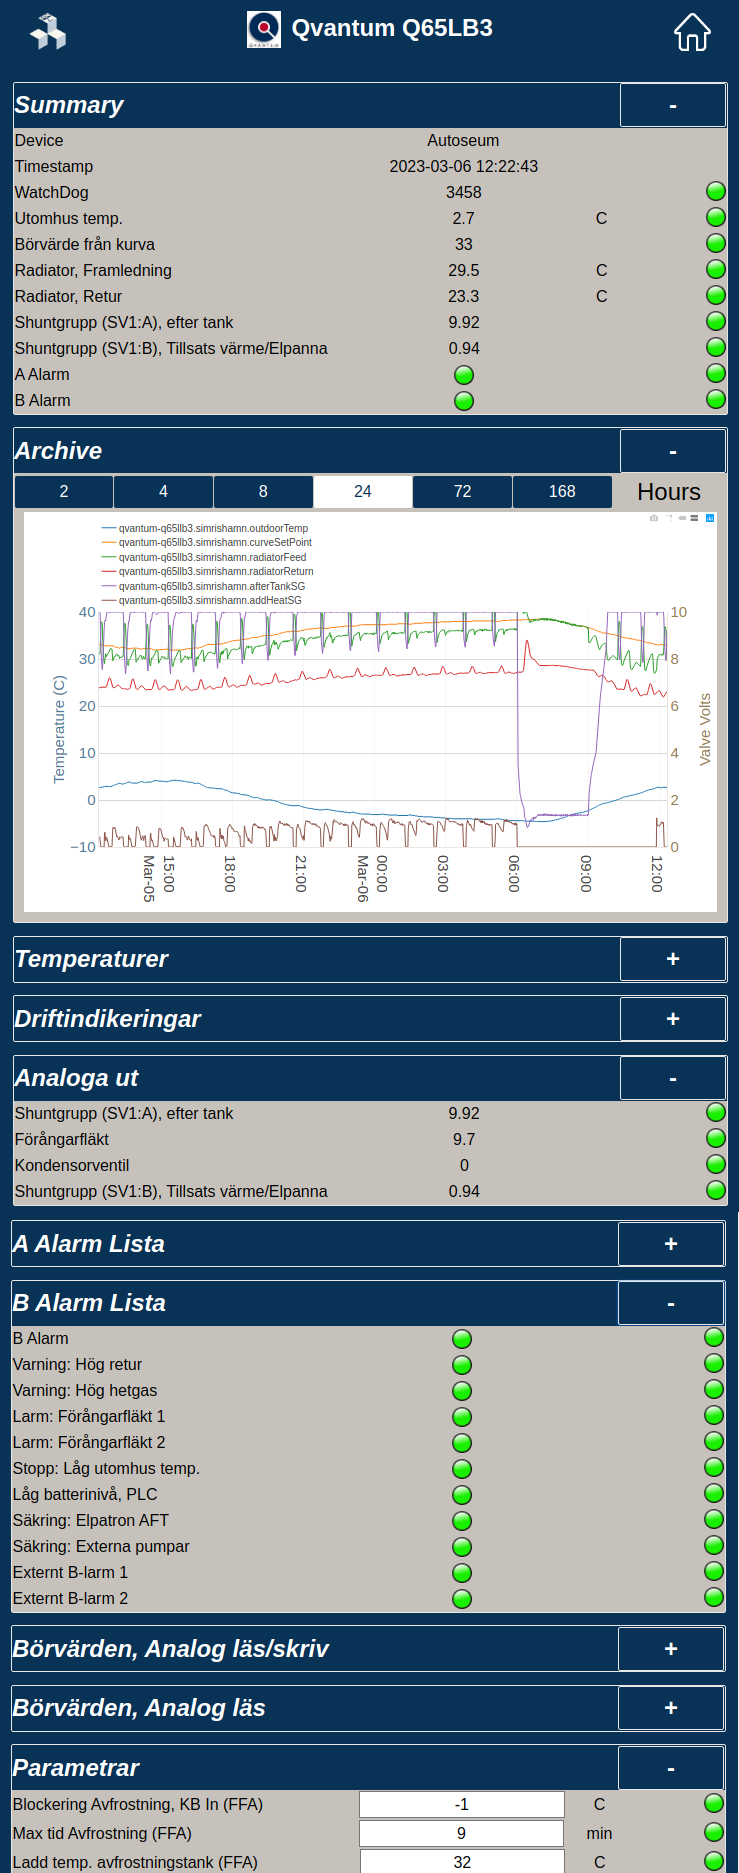 Qvantum Q65LB3
QVANTUM
Summary -
Device Autoseum
Timestamp 2023-03-06 12:22:43
WatchDog 3458
Utomhus temp. 2.7 C
Börvärde från kurva 33
Radiator, Framledning 29.5 C
Radiator, Retur 23.3 C
Shuntgrupp (SV1:A), efter tank 9.92
Shuntgrupp (SV1:B), Tillsats värme/Elpanna 0.94
A Alarm
B Alarm
Archive -
2 4 8 24 72 168 Hours
qvantum-q65llb3.simrishamn.outdoorTemp
qvantum-q65llb3.simrishamn.curveSetPoint
qvantum-q65llb3.simrishamn.radiatorFeed
qvantum-q65llb3.simrishamn.radiatorReturn
qvantum-q65llb3.simrishamn.afterTankSG
qvantum-q65llb3.simrishamn.addHeatSG
40 10
30 8
20 6
10 4
0 2
−10 0
Temperature (C)
Valve Volts
15:00 18:00 21:00 00:00 03:00 06:00 09:00 12:00
Mar-05 Mar-06
Temperaturer +
Driftindikeringar +
Analoga ut -
Shuntgrupp (SV1:A), efter tank 9.92
Förångarfläkt 9.7
Kondensorventil 0
Shuntgrupp (SV1:B), Tillsats värme/Elpanna 0.94
A Alarm Lista +
B Alarm Lista -
B Alarm
Varning: Hög retur
Varning: Hög hetgas
Larm: Förångarfläkt 1
Larm: Förångarfläkt 2
Stopp: Låg utomhus temp.
Låg batterinivå, PLC
Säkring: Elpatron AFT
Säkring: Externa pumpar
Externt B-larm 1
Externt B-larm 2
Börvärden, Analog läs/skriv +
Börvärden, Analog läs +
Parametrar -
Blockering Avfrostning, KB In (FFA) -1 C
Max tid Avfrostning (FFA) 9 min
Ladd temp. avfrostningstank (FFA) 32 C